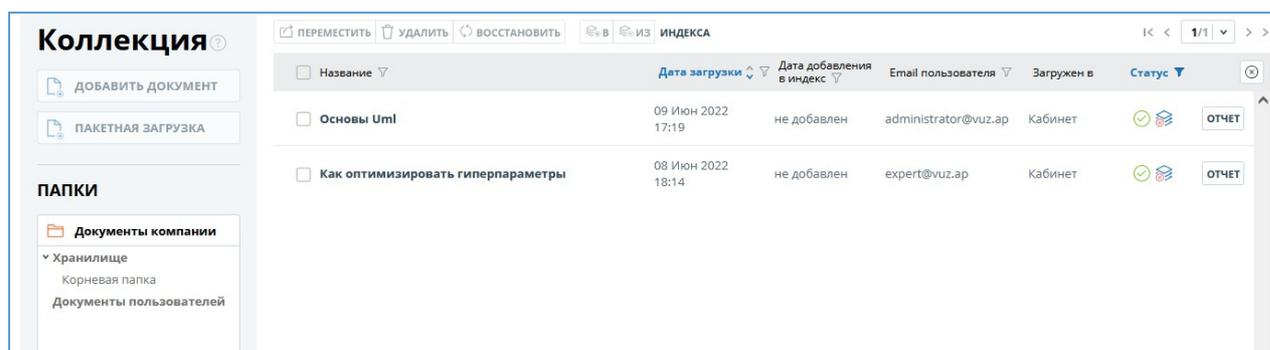 Коллекция
ДОБАВИТЬ ДОКУМЕНТ
ПАКЕТНАЯ ЗАГРУЗКА
ПАПКИ
Документы компании
Хранилище
Корневая папка
Документы пользователей
ПЕРЕМЕСТИТЬ УДАЛИТЬ ВОССТАНОВИТЬ В ИЗ ИНДЕКСА 1/1
Название Дата загрузки Дата добавления в индекс Email пользователя Загружен в Статус
Основы Uml 09 Июн 2022 17:19 не добавлен administrator@vuz.ap Кабинет ОТЧЕТ
Как оптимизировать гиперпараметры 08 Июн 2022 18:14 не добавлен expert@vuz.ap Кабинет ОТЧЕТ